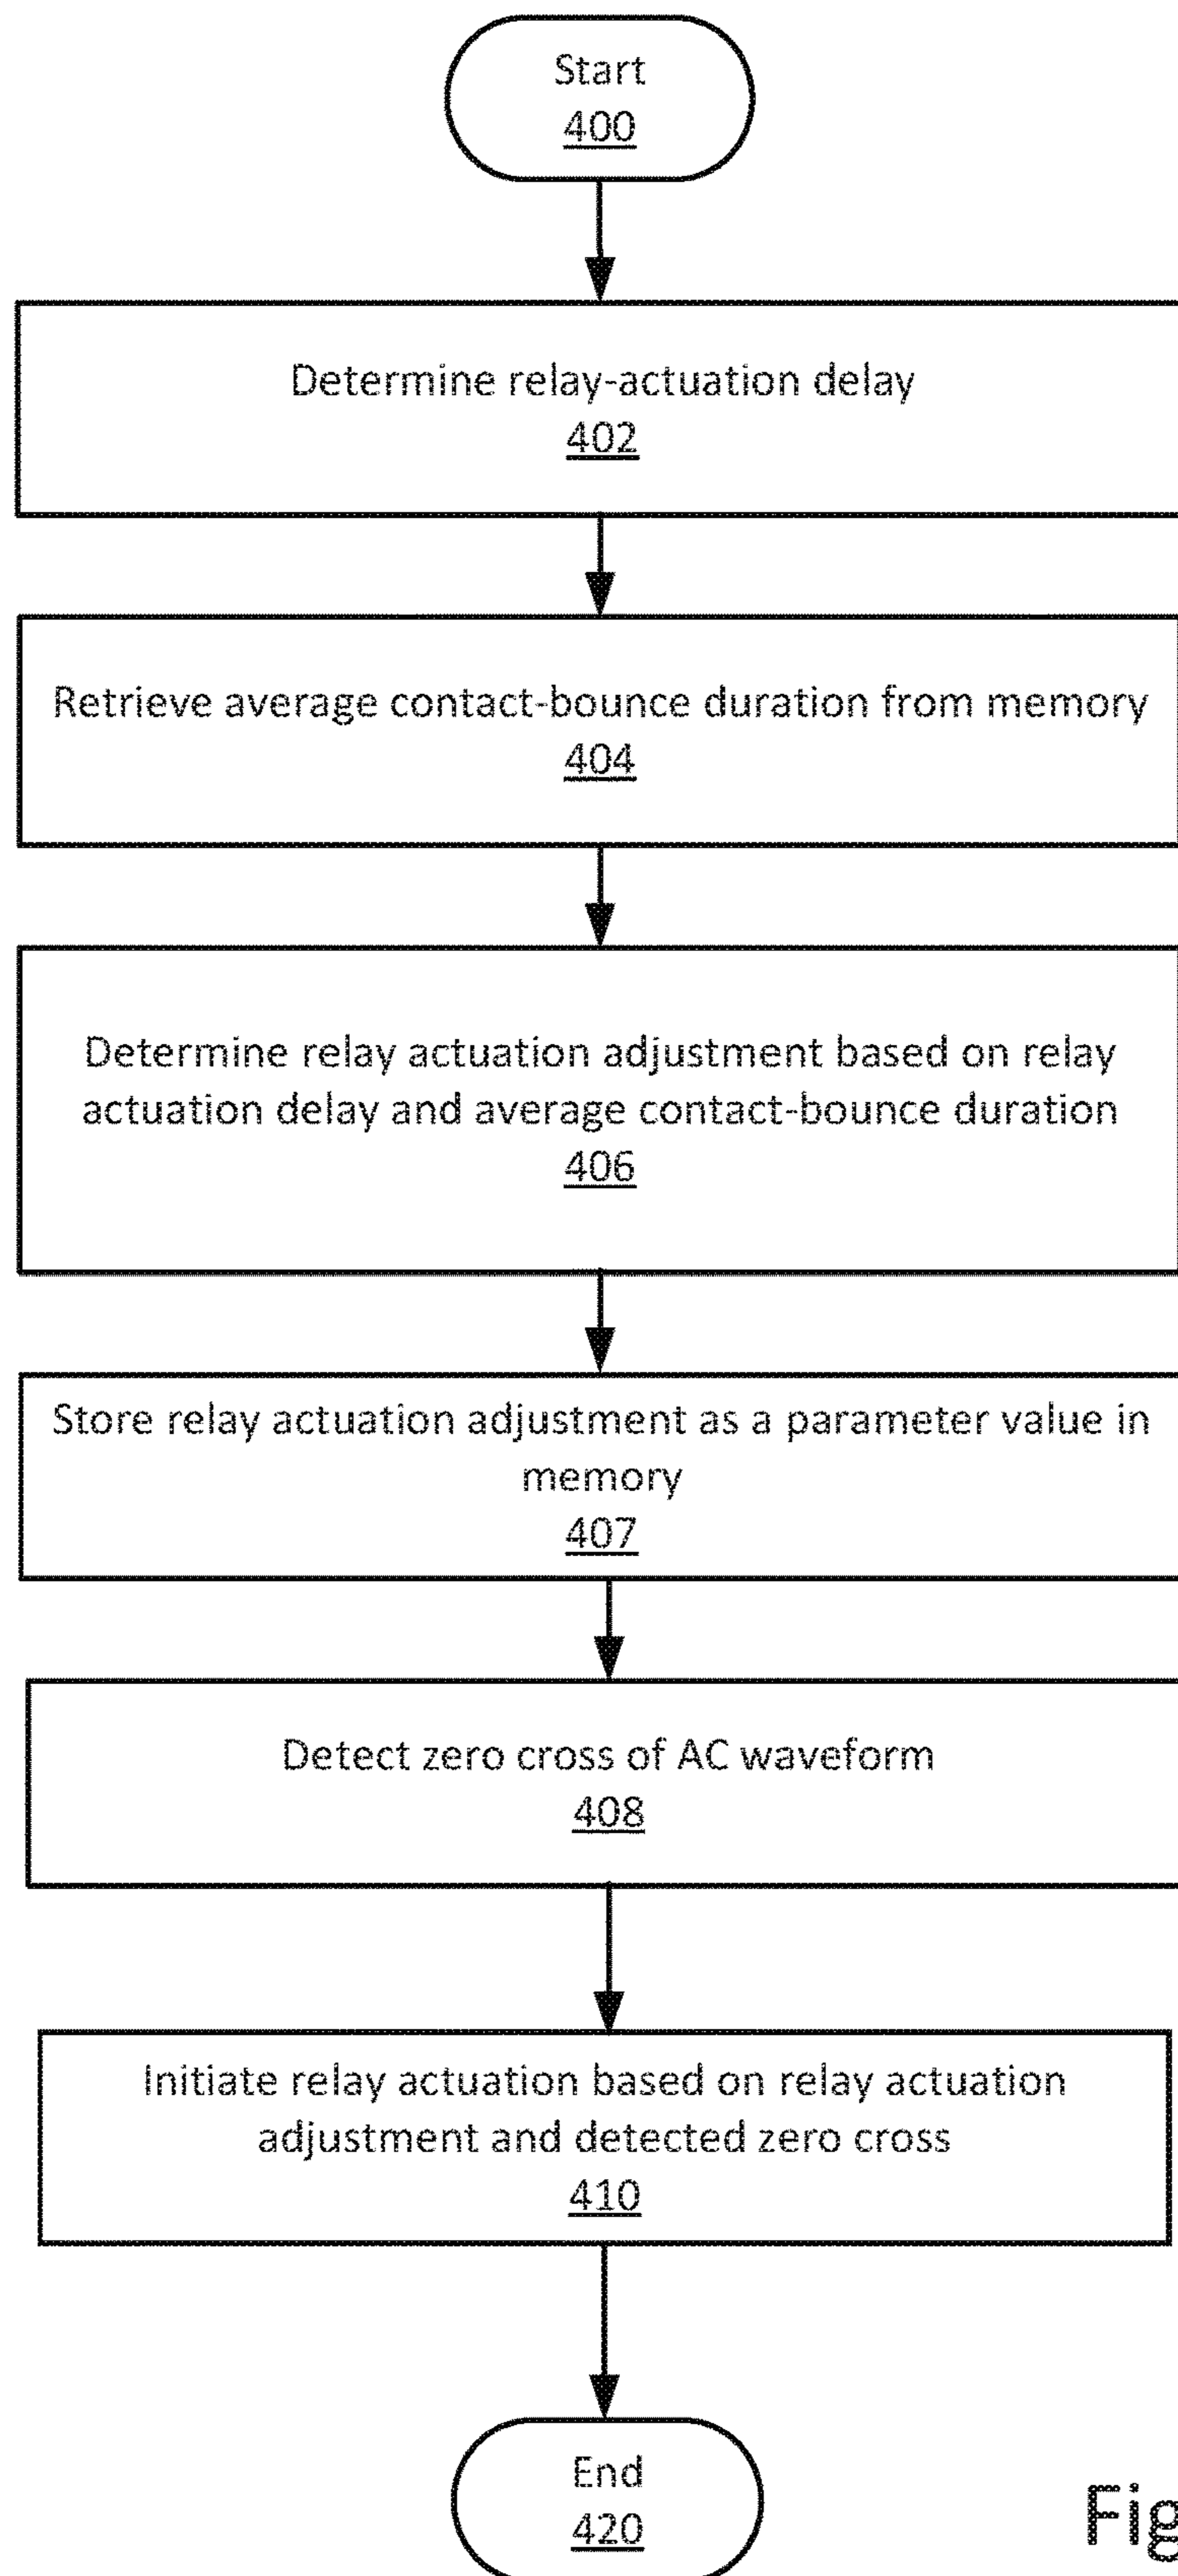 Start
400
Determine relay-actuation delay
402
Retrieve average contact-bounce duration from memory
404
Determine relay actuation adjustment based on relay
actuation delay and average contact-bounce duration
406
Store relay actuation adjustment as a parameter value in
memory
407
Detect zero cross of AC waveform
408
Initiate relay actuation based on relay actuation
adjustment and detected zero cross
410
End
420
Fig